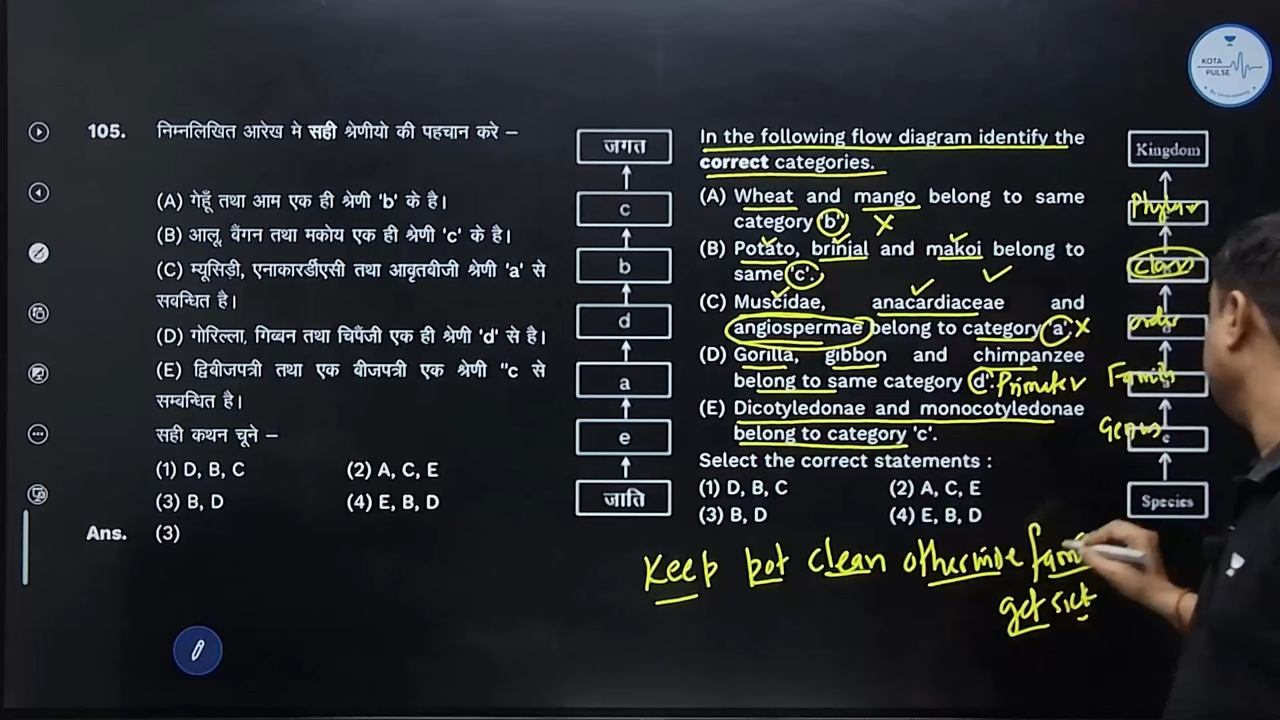 KOTA
PULSE
105. निम्नलिखित आरेख मे सही श्रेणीयो की पहचान करे –
(A) गेहूँ तथा आम एक ही श्रेणी 'b' के है।
(B) आलू, वैंगन तथा मकोय एक ही श्रेणी 'c' के है।
(C) म्यूसिड़ी, एनाकारर्डीएसी तथा आवृतबीजी श्रेणी 'a' से
सवन्धित है।
(D) गोरिल्ला, गिब्बन तथा चिपैंजी एक ही श्रेणी 'd' से है।
(E) द्विबीजपत्री तथा एक वीजपत्री एक श्रेणी "c से
सम्वन्धित है।
सही कथन चूने –
(1) D, B, C (2) A, C, E
(3) B, D (4) E, B, D
Ans. (3)
जगत
c
b
d
a
e
जाति
In the following flow diagram identify the
correct categories.
(A) Wheat and mango belong to same
category 'b'. X
(B) Potato, brinjal and makoi belong to
same 'c'.
(C) Muscidae, anacardiaceae and
angiospermae belong to category 'a'. X
(D) Gorilla, gibbon and chimpanzee
belong to same category 'd'. Primates
(E) Dicotyledonae and monocotyledonae
belong to category 'c'.
Select the correct statements :
(1) D, B, C (2) A, C, E
(3) B, D (4) E, B, D
Kingdom
Phylum
class
order
Family
Genus
Species
Keep pot clean otherwise
get sick